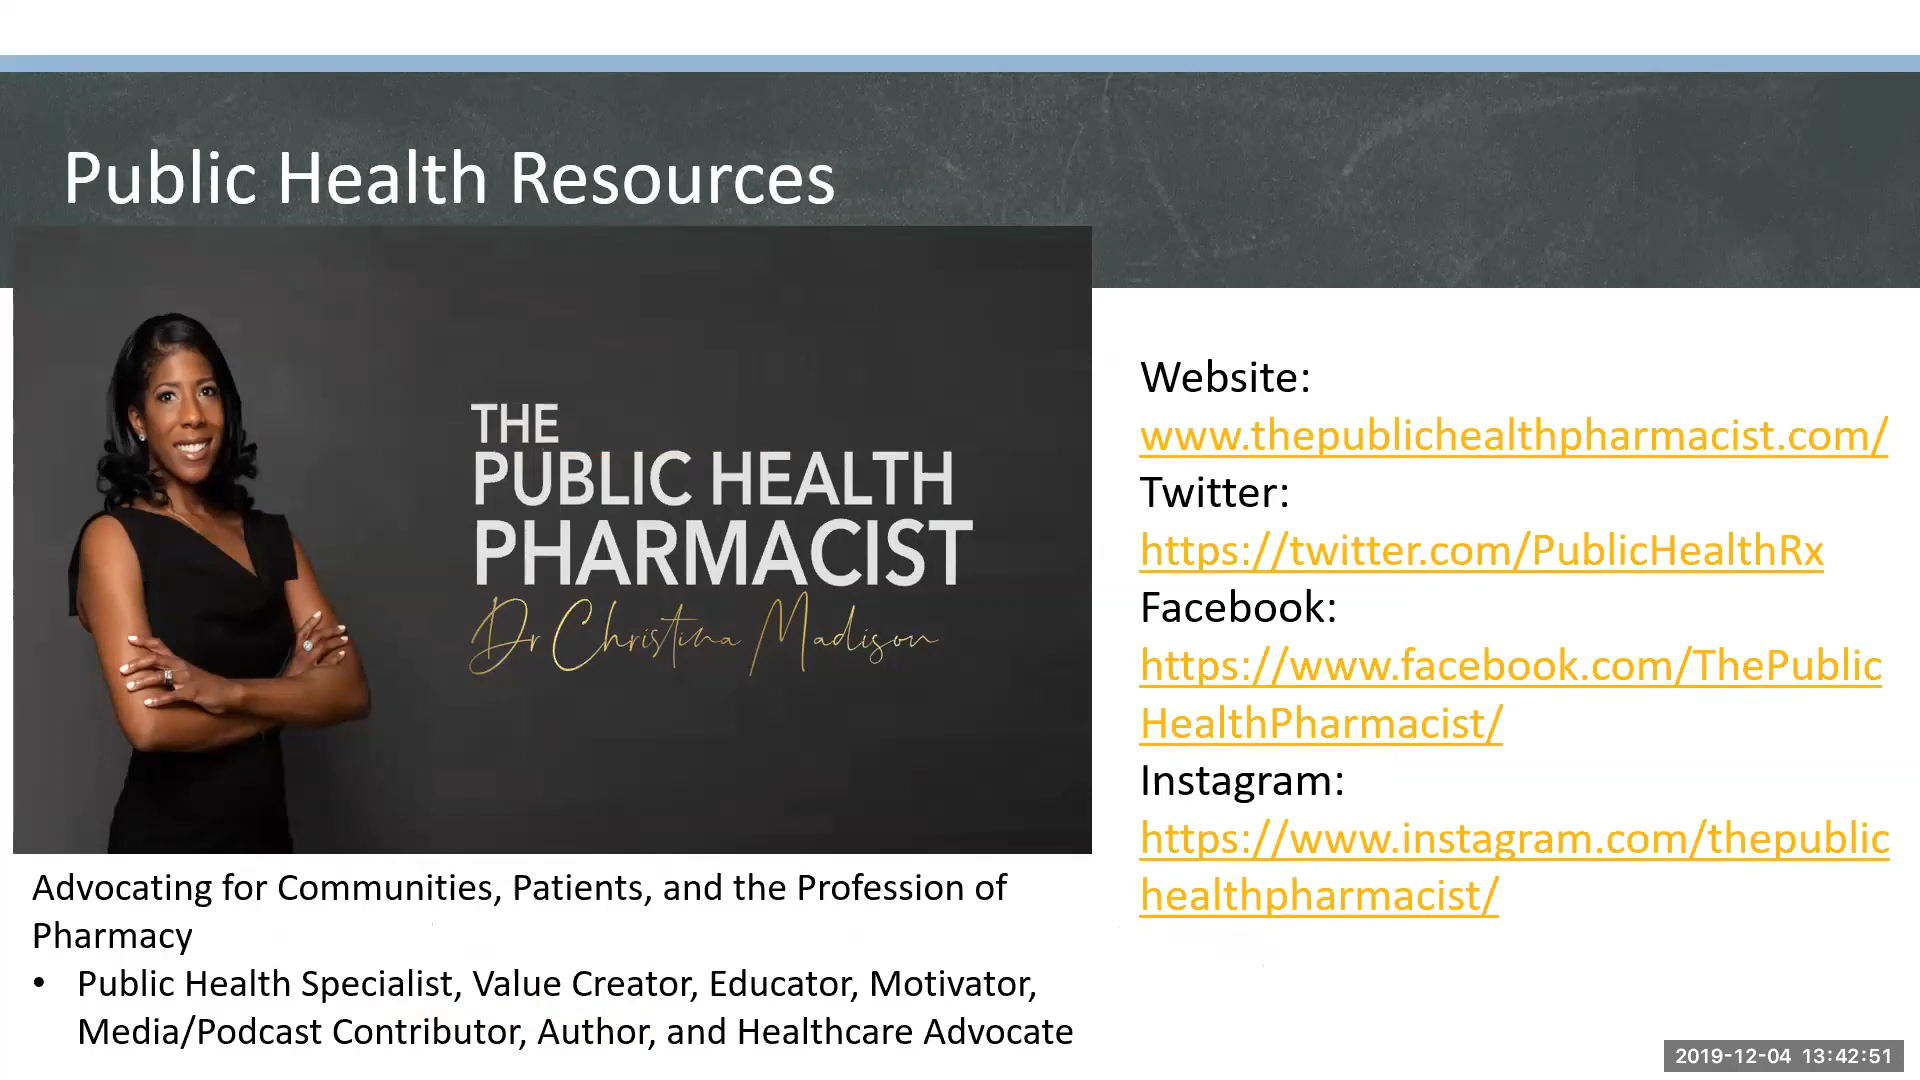 Public Health Resources
THE
PUBLIC HEALTH
PHARMACIST
Dr Christina Madison
Advocating for Communities, Patients, and the Profession of
Pharmacy
• Public Health Specialist, Value Creator, Educator, Motivator,
Media/Podcast Contributor, Author, and Healthcare Advocate
Website:
www.thepublichealthpharmacist.com/
Twitter:
https://twitter.com/PublicHealthRx
Facebook:
https://www.facebook.com/ThePublic
HealthPharmacist/
Instagram:
https://www.instagram.com/thepublic
healthpharmacist/
2019-12-04 13:42:51